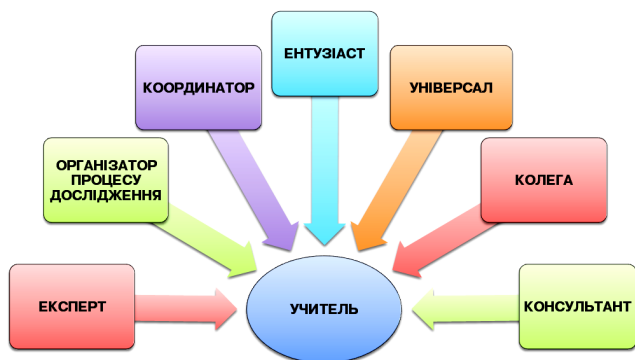 ЕНТУЗІАСТ
КООРДИНАТОР
УНІВЕРСАЛ
ОРГАНІЗАТОР
ПРОЦЕСУ
ДОСЛІДЖЕННЯ
КОЛЕГА
ЕКСПЕРТ
УЧИТЕЛЬ
КОНСУЛЬТАНТ